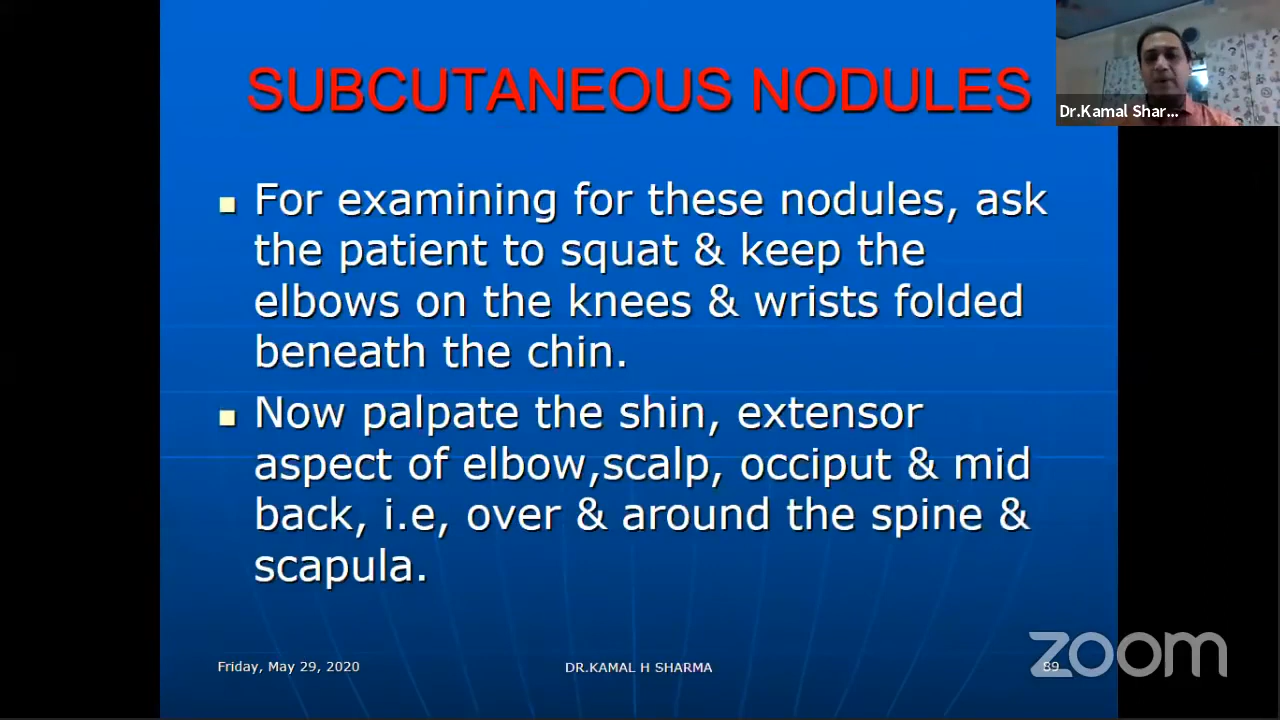 SUBCUTANEOUS NODULES
Dr.Kamal Shar...
For examining for these nodules, ask
the patient to squat & keep the
elbows on the knees & wrists folded
beneath the chin.
Now palpate the shin, extensor
aspect of elbow,scalp, occiput & mid
back, i.e, over & around the spine &
scapula.
Friday, May 29, 2020
DR.KAMAL H SHARMA
89
zoom